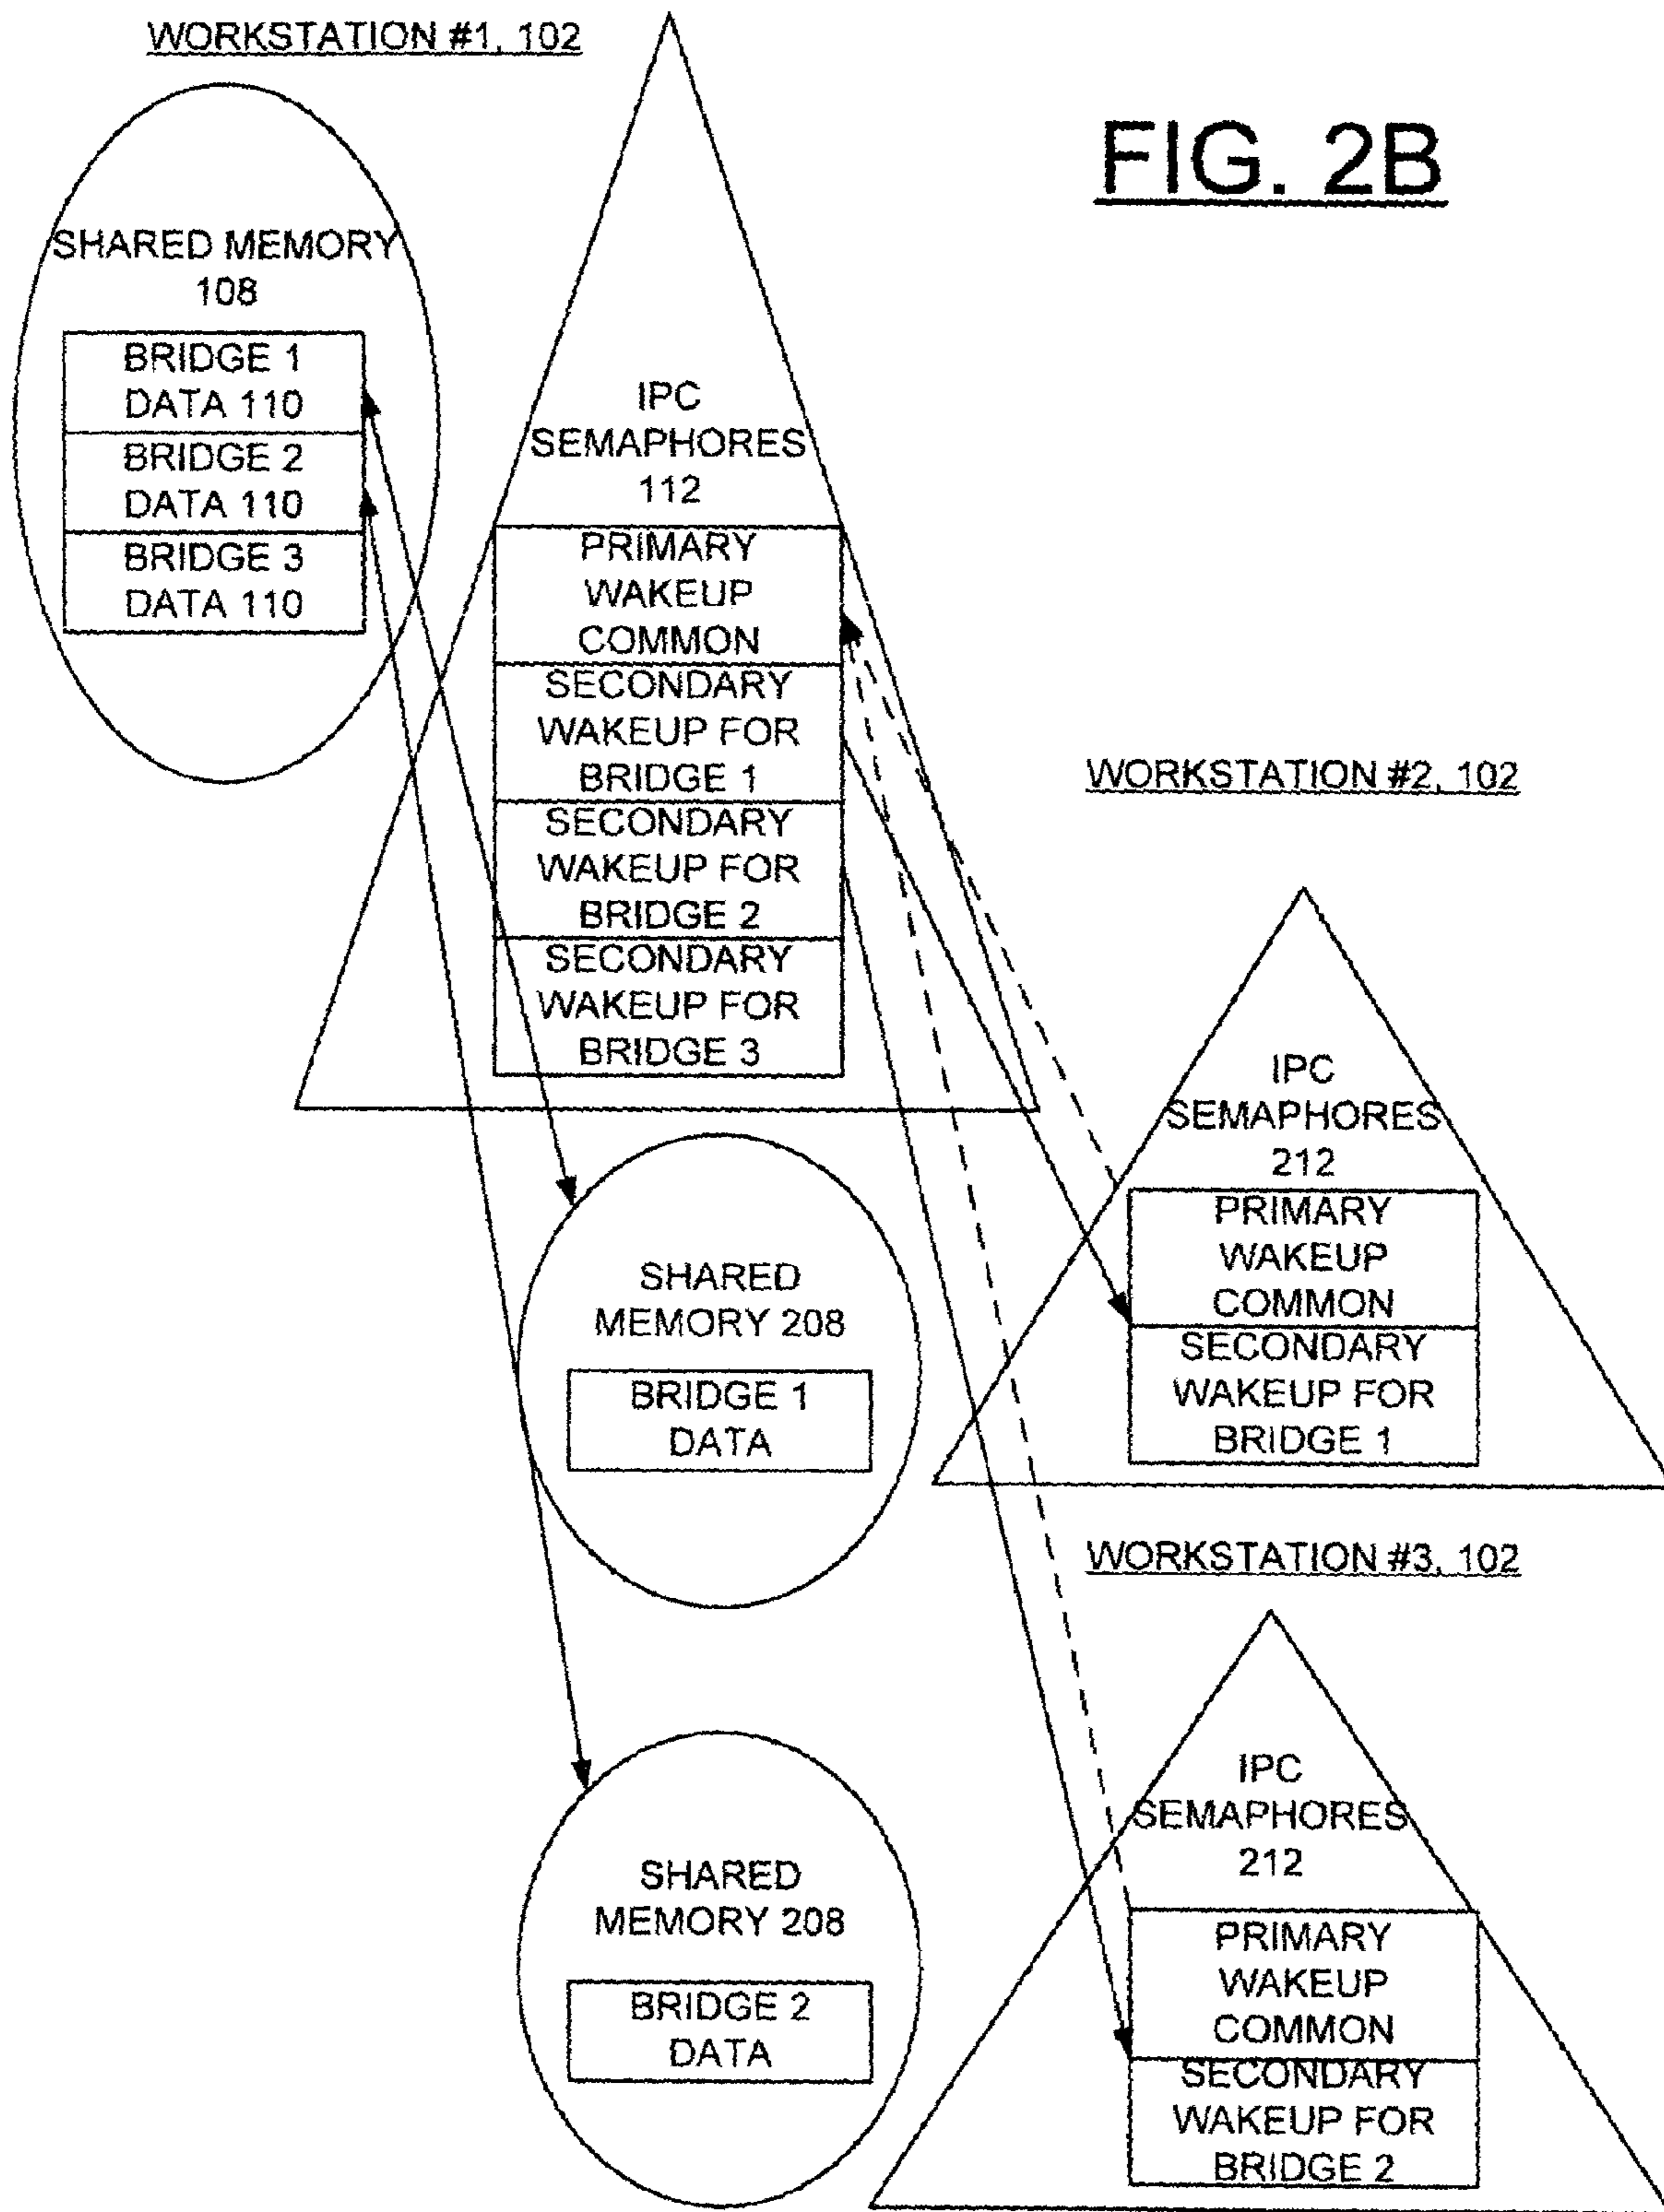 WORKSTATION #1, 102
FIG. 2B
SHARED MEMORY
108
BRIDGE 1
DATA 110
BRIDGE 2
DATA 110
BRIDGE 3
DATA 110
IPC
SEMAPHORES
112
PRIMARY
WAKEUP
COMMON
SECONDARY
WAKEUP FOR
BRIDGE 1
SECONDARY
WAKEUP FOR
BRIDGE 2
SECONDARY
WAKEUP FOR
BRIDGE 3
WORKSTATION #2, 102
IPC
SEMAPHORES
212
PRIMARY
WAKEUP
COMMON
SECONDARY
WAKEUP FOR
BRIDGE 1
SHARED
MEMORY 208
BRIDGE 1
DATA
WORKSTATION #3, 102
IPC
SEMAPHORES
212
PRIMARY
WAKEUP
COMMON
SECONDARY
WAKEUP FOR
BRIDGE 2
SHARED
MEMORY 208
BRIDGE 2
DATA